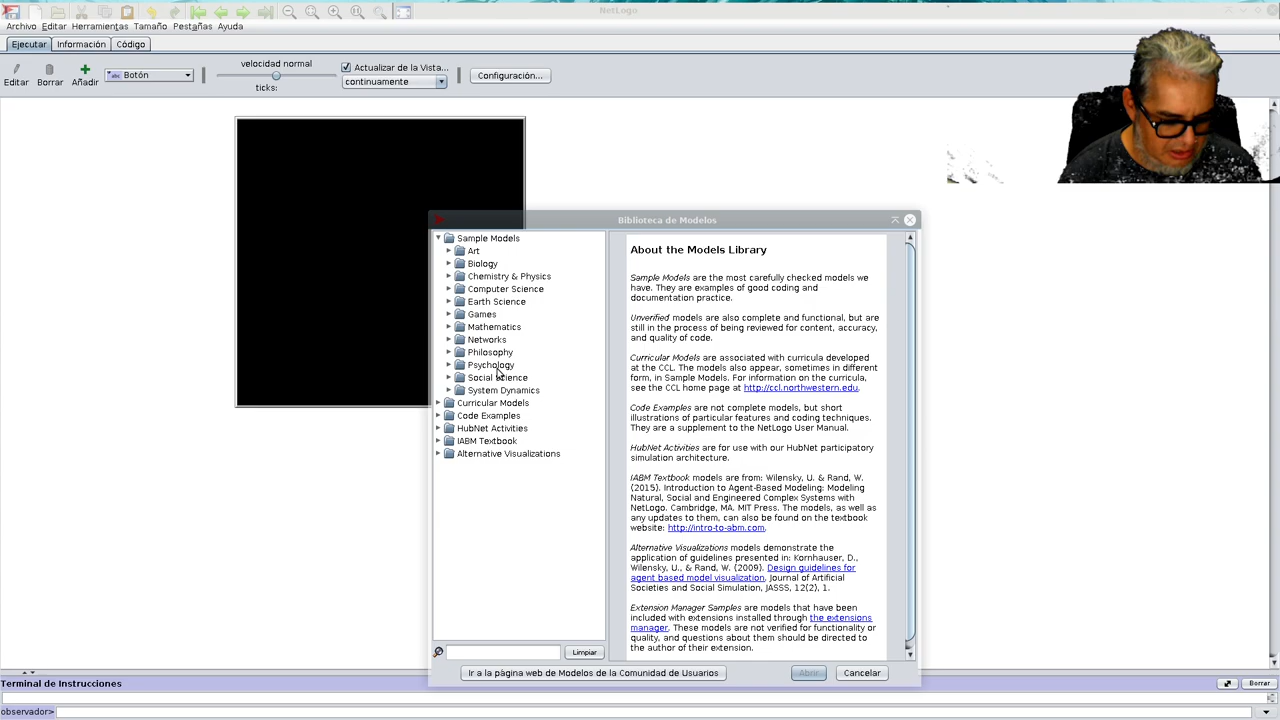 NetLogo
Archivo Editar Herramientas Tamaño Pestañas Ayuda
Ejecutar Información Código
velocidad normal
Actualizar de la Vista...
Editar Borrar Añadir
abc Botón
continuamente
Configuración...
ticks:
Biblioteca de Modelos
Sample Models
Art
Biology
Chemistry & Physics
Computer Science
Earth Science
Games
Mathematics
Networks
Philosophy
Psychology
Social Science
System Dynamics
Curricular Models
Code Examples
HubNet Activities
IABM Textbook
Alternative Visualizations
About the Models Library
Sample Models are the most carefully checked models we
have. They are examples of good coding and
documentation practice.
Unverified models are also complete and functional, but are
still in the process of being reviewed for content, accuracy,
and quality of code.
Curricular Models are associated with curricula developed
at the CCL. The models also appear, sometimes in different
form, in Sample Models. For information on the curricula,
see the CCL home page at http://ccl.northwestern.edu.
Code Examples are not complete models, but short
illustrations of particular features and coding techniques.
They are a supplement to the NetLogo User Manual.
HubNet Activities are for use with our HubNet participatory
simulation architecture.
IABM Textbook models are from: Wilensky, U. & Rand, W.
(2015). Introduction to Agent-Based Modeling: Modeling
Natural, Social and Engineered Complex Systems with
NetLogo. Cambridge, MA. MIT Press. The models, as well as
any updates to them, can also be found on the textbook
website: http://intro-to-abm.com.
Alternative Visualizations models demonstrate the
application of guidelines presented in: Kornhauser, D.,
Wilensky, U., & Rand, W. (2009). Design guidelines for
agent based model visualization. Journal of Artificial
Societies and Social Simulation, JASSS, 12(2), 1.
Extension Manager Samples are models that have been
included with extensions installed through the extensions
manager. These models are not verified for functionality or
quality, and questions about them should be directed to
the author of their extension.
Limpiar
Ir a la página web de Modelos de la Comunidad de Usuarios
Abrir
Cancelar
Terminal de Instrucciones
Borrar
observador>